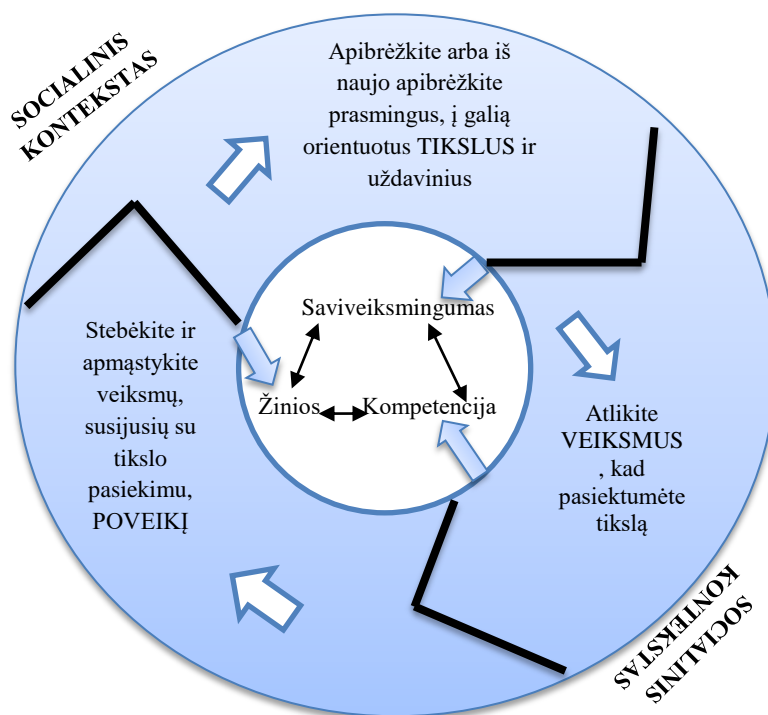 SOCIALINIS
KONTEKSTAS
Apibrėžkite arba iš
naujo apibrėžkite
prasmingus, į galią
orientuotus TIKSLUS ir
uždavinius
Saviveiksmingumas
Žinios
Kompetencija
Stebėkite ir
apmąstykite
veiksmų,
susijusių su
tikslo
pasiekimu,
POVEIKĮ
Atlikite
VEIKSMUS
, kad
pasiektumėte
tikslą
SOCIALINIS
KONTEKSTAS